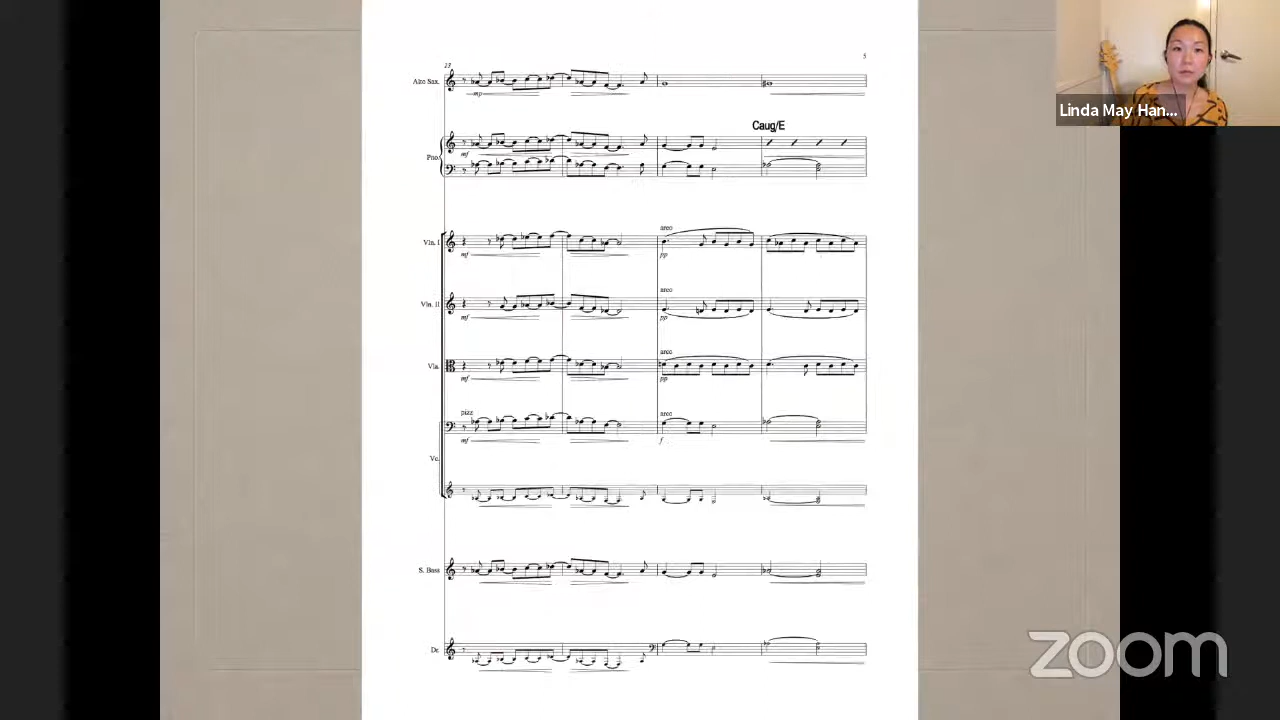 5
13
Alto Sax.
mp
Linda May Han...
Caug/E
Pno.
mf
arco
Vln. I
mf
pp
arco
Vln. II
mf
pp
arco
Vla.
mf
pp
pizz
arco
mf
f
Vc.
S. Bass
Dr.
zoom